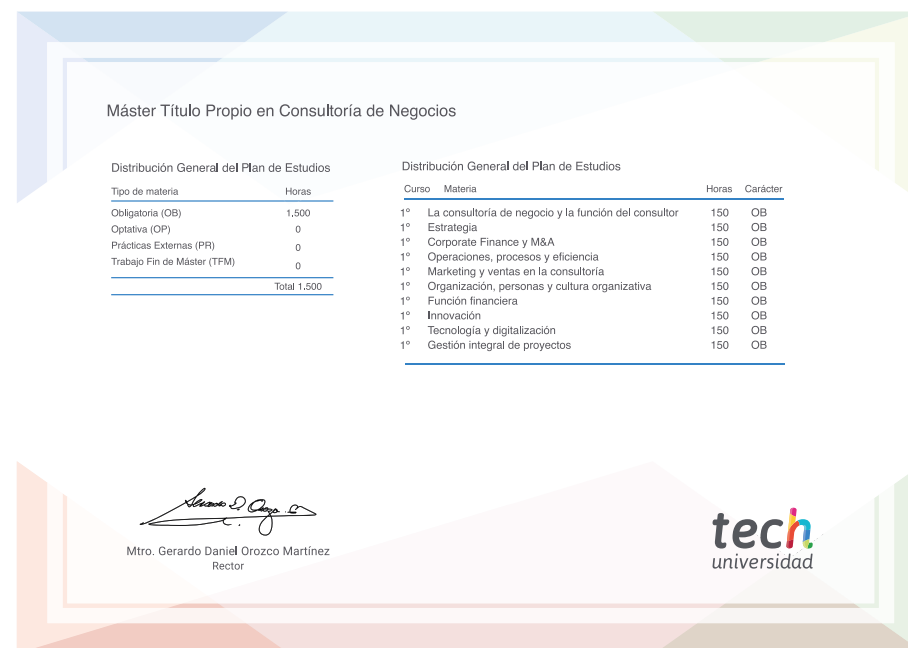 Máster Título Propio en Consultoría de Negocios
Distribución General del Plan de Estudios
Tipo de materia Horas
Obligatoria (OB) 1,500
Optativa (OP) 0
Prácticas Externas (PR) 0
Trabajo Fin de Máster (TFM) 0
Total 1.500
Distribución General del Plan de Estudios
Curso Materia Horas Carácter
1º La consultoría de negocio y la función del consultor 150 OB
1º Estrategia 150 OB
1º Corporate Finance y M&A 150 OB
1º Operaciones, procesos y eficiencia 150 OB
1º Marketing y ventas en la consultoría 150 OB
1º Organización, personas y cultura organizativa 150 OB
1º Función financiera 150 OB
1º Innovación 150 OB
1º Tecnología y digitalización 150 OB
1º Gestión integral de proyectos 150 OB
Mtro. Gerardo Daniel Orozco Martínez
Rector
tech
universidad